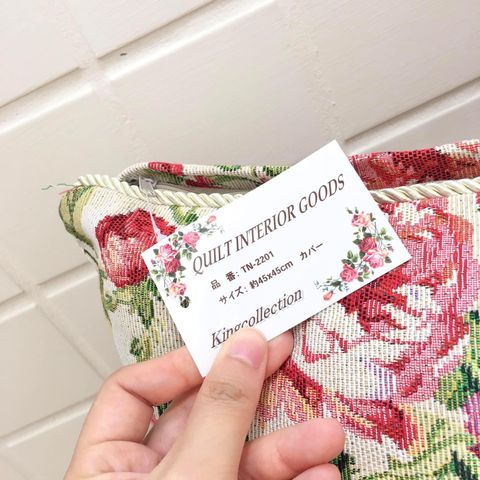 QUILT INTERIOR GOODS
品 番: TN-2201
サイズ: 約45x45cm カバー
Kingcollection